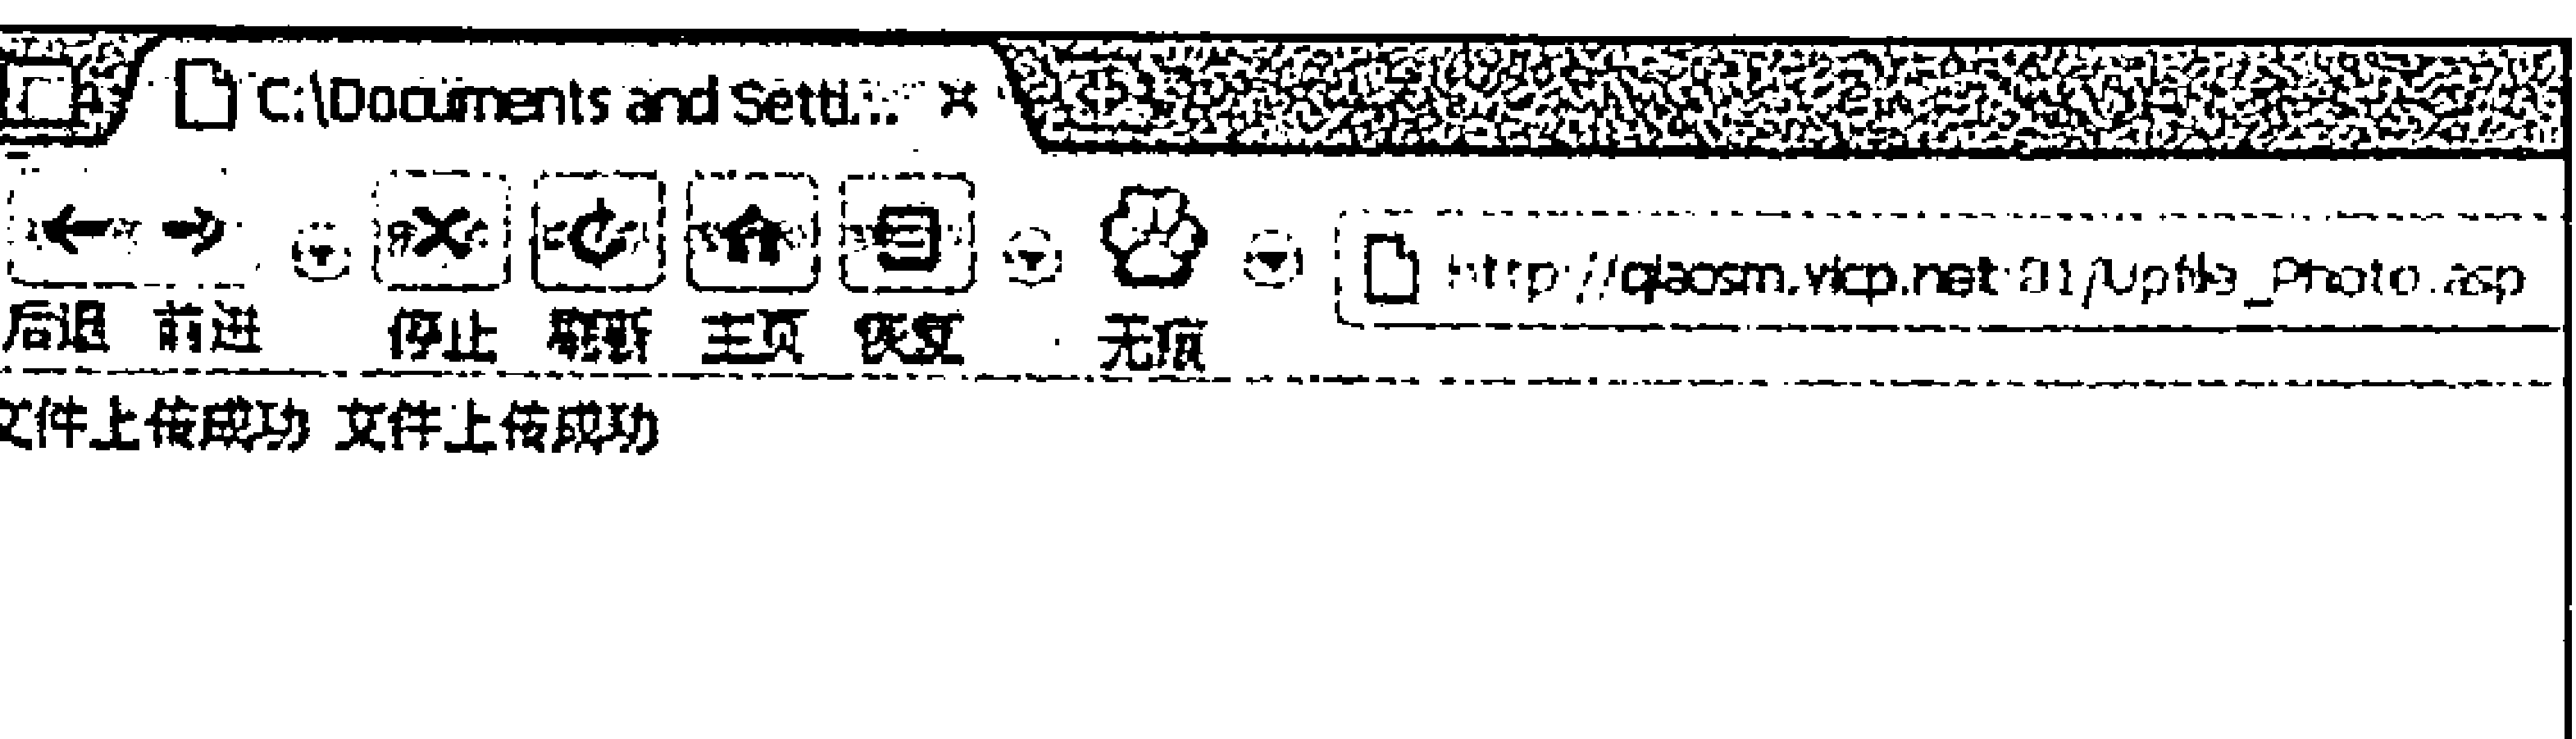 C:\Documents and Setti...
http://qiaosm.vicp.net:81/Upfile_Photo.asp
后退 前进 停止 刷新 主页 恢复 无痕
文件上传成功 文件上传成功